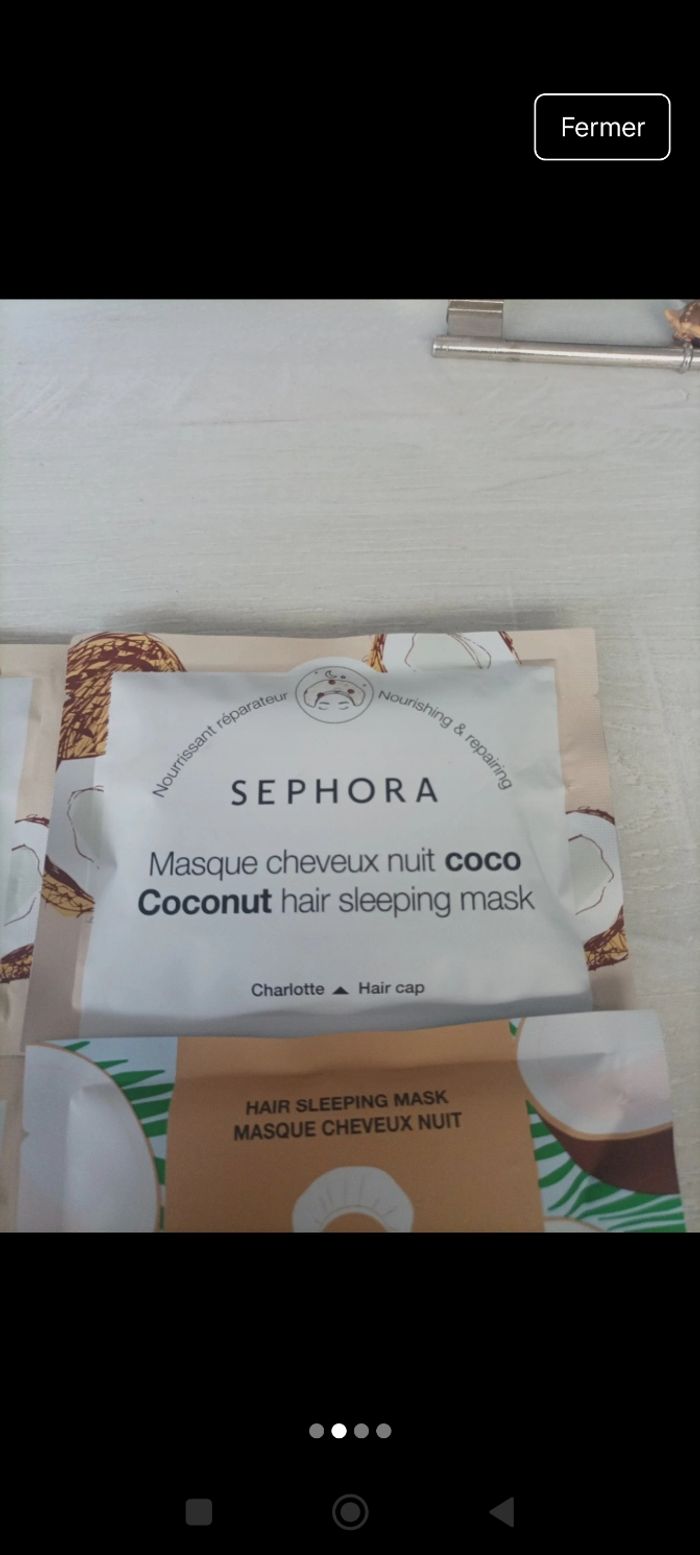 Fermer
Nourrissant réparateur Nourishing & repairing
SEPHORA
Masque cheveux nuit coco
Coconut hair sleeping mask
Charlotte ▲ Hair cap
HAIR SLEEPING MASK
MASQUE CHEVEUX NUIT